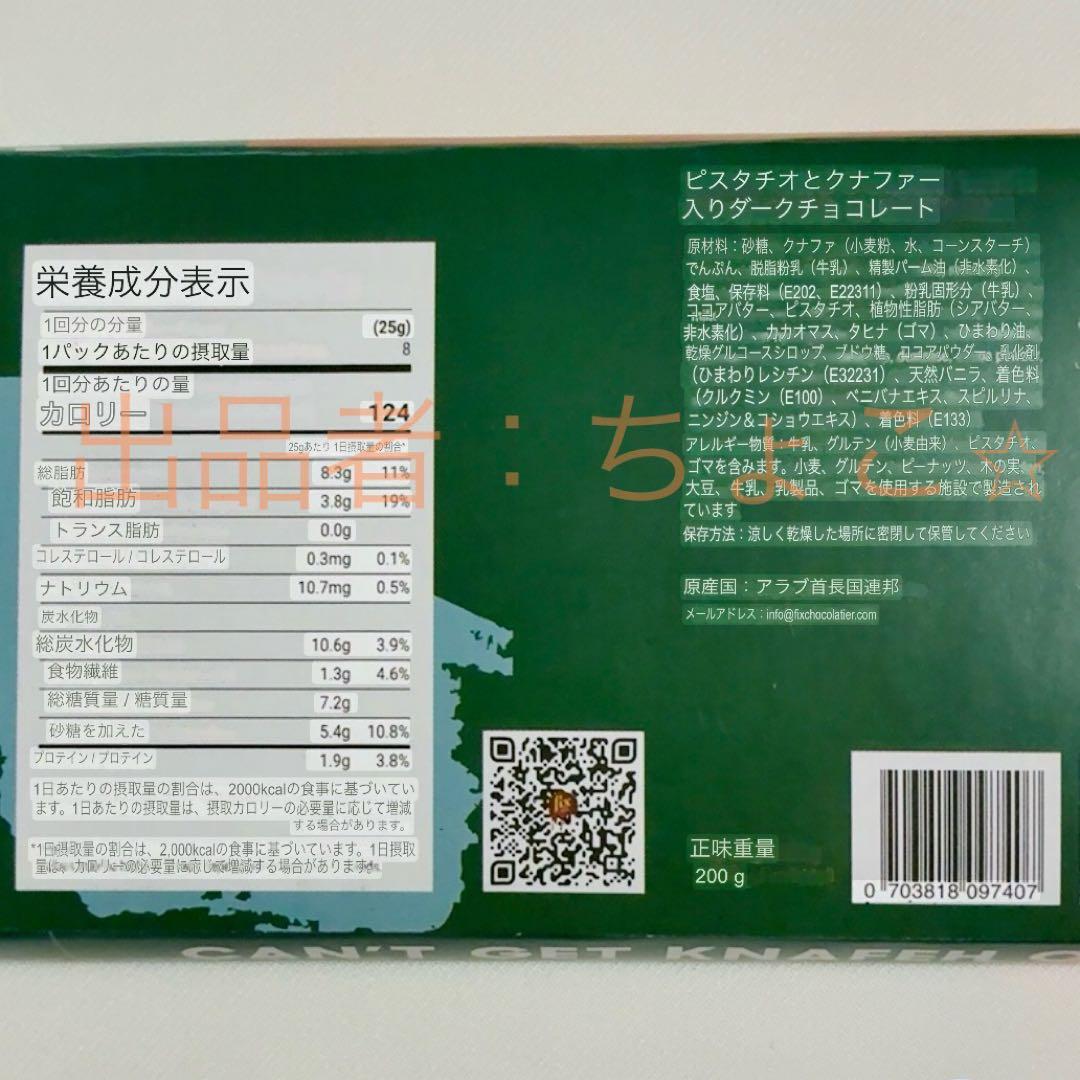 栄養成分表示
1回分の分量 (25g)
1パックあたりの摂取量 8
1回分あたりの量
カロリー 124
25gあたり 1日摂取量の割合*
総脂肪 8.3g 11%
飽和脂肪 3.8g 19%
トランス脂肪 0.0g
コレステロール / コレステロール 0.3mg 0.1%
ナトリウム 10.7mg 0.5%
炭水化物
総炭水化物 10.6g 3.9%
食物繊維 1.3g 4.6%
総糖質量 / 糖質量 7.2g
砂糖を加えた 5.4g 10.8%
プロテイン / プロテイン 1.9g 3.8%
1日あたりの摂取量の割合は、2000kcalの食事に基づいてい
ます。1日あたりの摂取量は、摂取カロリーの必要量に応じて増減
する場合があります。
*1日摂取量の割合は、2,000kcalの食事に基づいています。1日摂取
量は、カロリーの必要量に応じて増減する場合があります。
ピスタチオとクナファー
入りダークチョコレート
原材料：砂糖、クナファ（小麦粉、水、コーンスターチ）
でんぷん、脱脂粉乳（牛乳）、精製パーム油（非水素化）、
食塩、保存料（E202、E22311）、粉乳固形分（牛乳）、
ココアバター、ピスタチオ、植物性脂肪（シアバター、
非水素化）、カカオマス、タヒナ（ゴマ）、ひまわり油、
乾燥グルコースシロップ、ブドウ糖、ココアパウダー、乳化剤
（ひまわりレシチン（E32231）、天然バニラ、着色料
（クルクミン（E100）、ベニバナエキス、スピルリナ、
ニンジン＆コショウエキス）、着色料（E133）
アレルギー物質：牛乳、グルテン（小麦由来）、ピスタチオ、
ゴマを含みます。小麦、グルテン、ピーナッツ、木の実、
大豆、牛乳、乳製品、ゴマを使用する施設で製造され
ています
保存方法：涼しく乾燥した場所に密閉して保管してください
原産国：アラブ首長国連邦
メールアドレス：info@fixchocolatier.com
正味重量
200 g
0 703818 097407
出品者：ちょこ☆
CAN'T GET KNAFEH